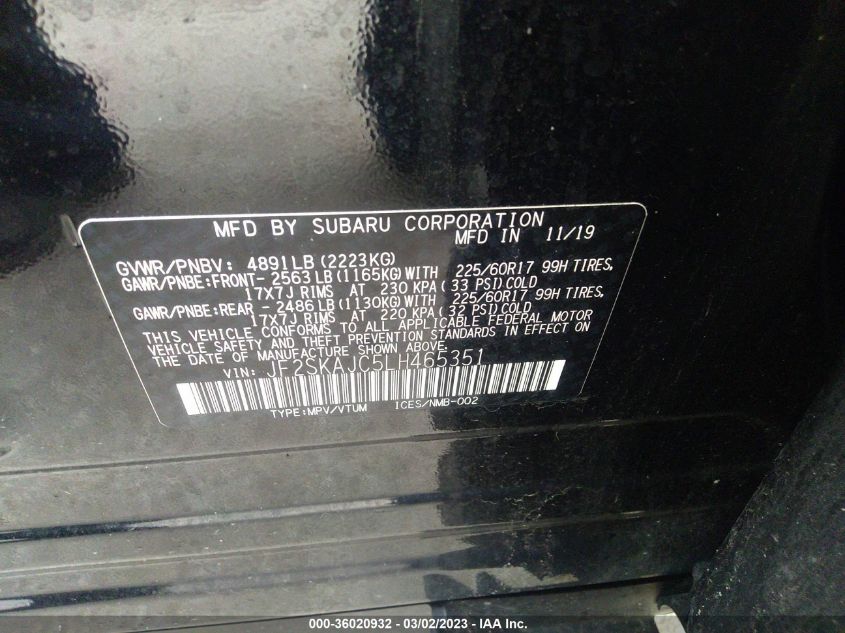 MFD BY SUBARU CORPORATION
MFD IN 11/19
GVWR/PNBV: 4891LB(2223KG)
GAWR/PNBE:FRONT- 2563LB(1165KG)WITH 225/60R17 99H TIRES,
17X7J RIMS AT 230 KPA( 33 PSI)COLD
GAWR/PNBE:REAR - 2486LB(1130KG)WITH 225/60R17 99H TIRES,
17X7J RIMS AT 220 KPA( 32 PSI)COLD
THIS VEHICLE CONFORMS TO ALL APPLICABLE FEDERAL MOTOR
VEHICLE SAFETY AND THEFT PREVENTION STANDARDS IN EFFECT ON
THE DATE OF MANUFACTURE SHOWN ABOVE.
VIN: JF2SKAJC5LH465351
TYPE:MPV/VTUM ICES/NMB-002
000-36020932 - 03/02/2023 - IAA Inc.